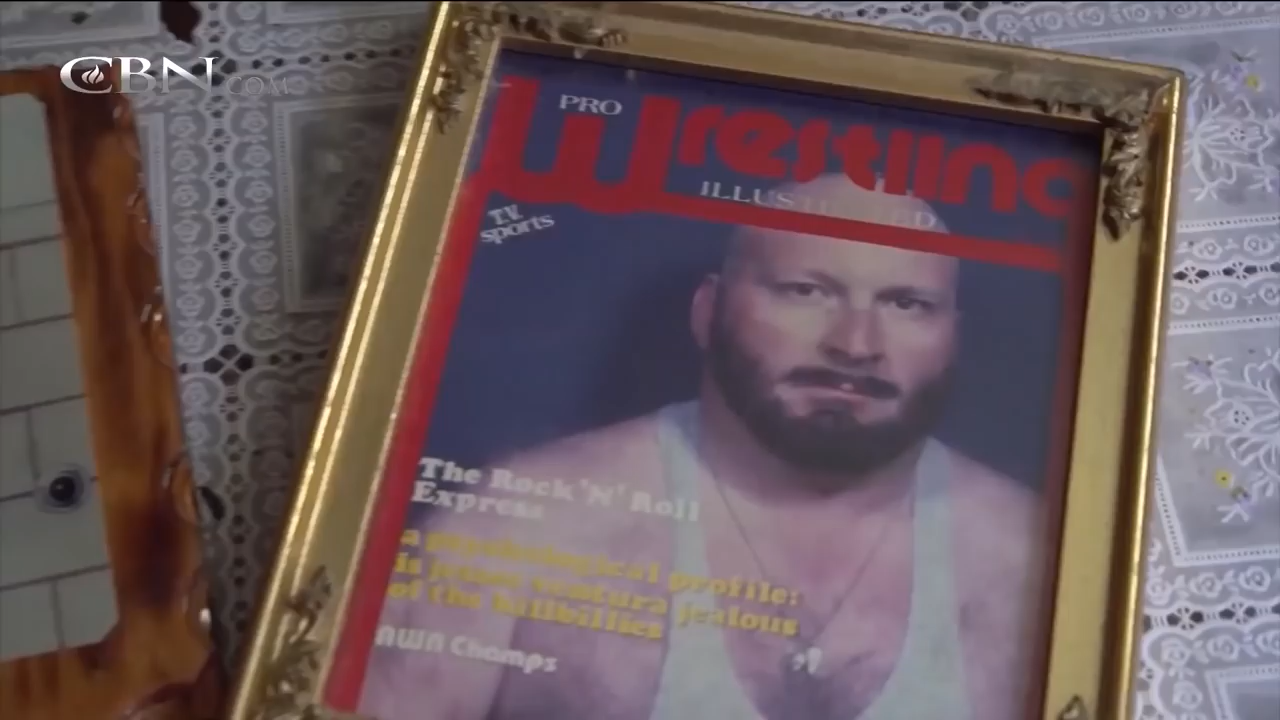 CBN.COM
PRO
Wrestling
ILLUSTRATED
T.V.
sports
The Rock 'N' Roll
Express
a psychological profile:
is jesse ventura jealous
of the hillbillies
AWA Champs